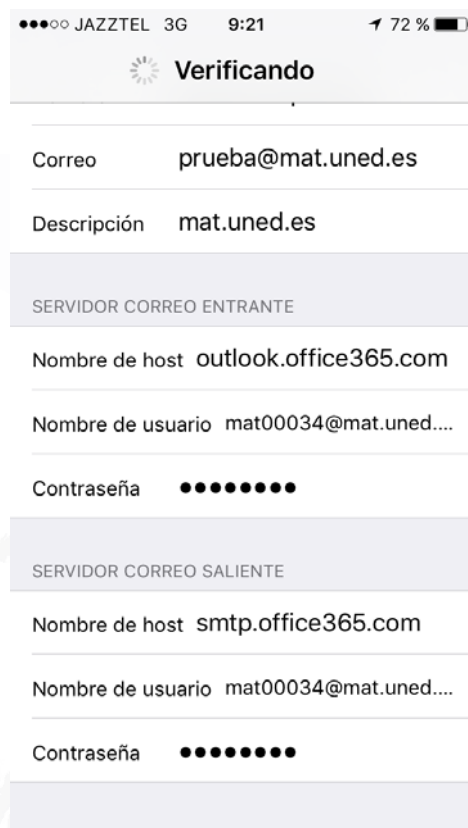 JAZZTEL 3G 9:21 72 %
Verificando
Correo prueba@mat.uned.es
Descripción mat.uned.es
SERVIDOR CORREO ENTRANTE
Nombre de host outlook.office365.com
Nombre de usuario mat00034@mat.uned....
Contraseña ●●●●●●●●
SERVIDOR CORREO SALIENTE
Nombre de host smtp.office365.com
Nombre de usuario mat00034@mat.uned....
Contraseña ●●●●●●●●